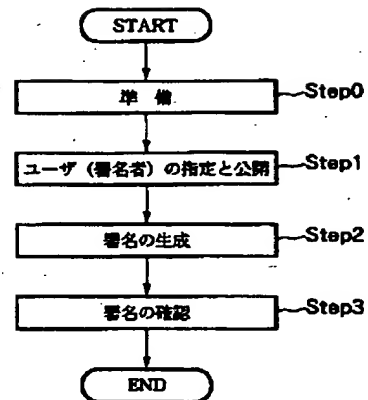 START
準 備 Step0
ユーザ（署名者）の指定と公開 Step1
署名の生成 Step2
署名の確認 Step3
END